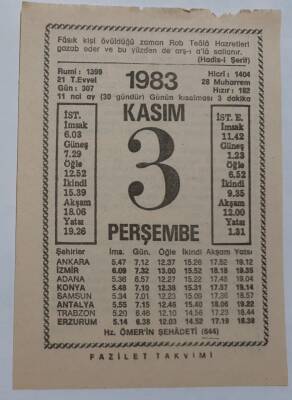 Fâsık kişi övüldüğü zaman Rab Teâlâ Hazretleri
gazab eder ve bu yüzden de arş-ı a'lâ sallanır.
(Hadîs-i Şerîf)
Rumi : 1399
21 T.Evvel
Gün : 307
1983
Hicri : 1404
28 Muharrem
Hızır : 182
11 nci ay (30 gündür) Günün kısalması 3 dakika
KASIM
3
PERŞEMBE
İST.
İmsak
6.03
Güneş
7.29
Öğle
12.52
İkindi
15.39
Akşam
18.06
Yatsı
19.26
İST. E.
İmsak
11.42
Güneş
1.23
Öğle
6.52
İkindi
9.35
Akşam
12.00
Yatsı
1.31
Şehirler İms. Gün. Öğle İkindi Akşam Yatsı
ANKARA 5.47 7.12 12.37 15.26 17.52 19.12
İZMİR 6.09 7.32 13.00 15.52 18.18 19.35
ADANA 5.36 6.57 12.27 15.22 17.48 19.04
KONYA 5.48 7.10 12.38 15.31 17.57 19.14
SAMSUN 5.34 7.01 12.23 15.09 17.36 18.57
ANTALYA 5.55 7.15 12.46 15.40 18.06 19.22
TRABZON 5.20 6.46 12.10 14.56 17.23 18.44
ERZURUM 5.14 6.38 12.03 14.52 17.19 18.38
Hz. ÖMER'İN ŞEHÂDETİ (644)
FAZİLET TAKVİMİ